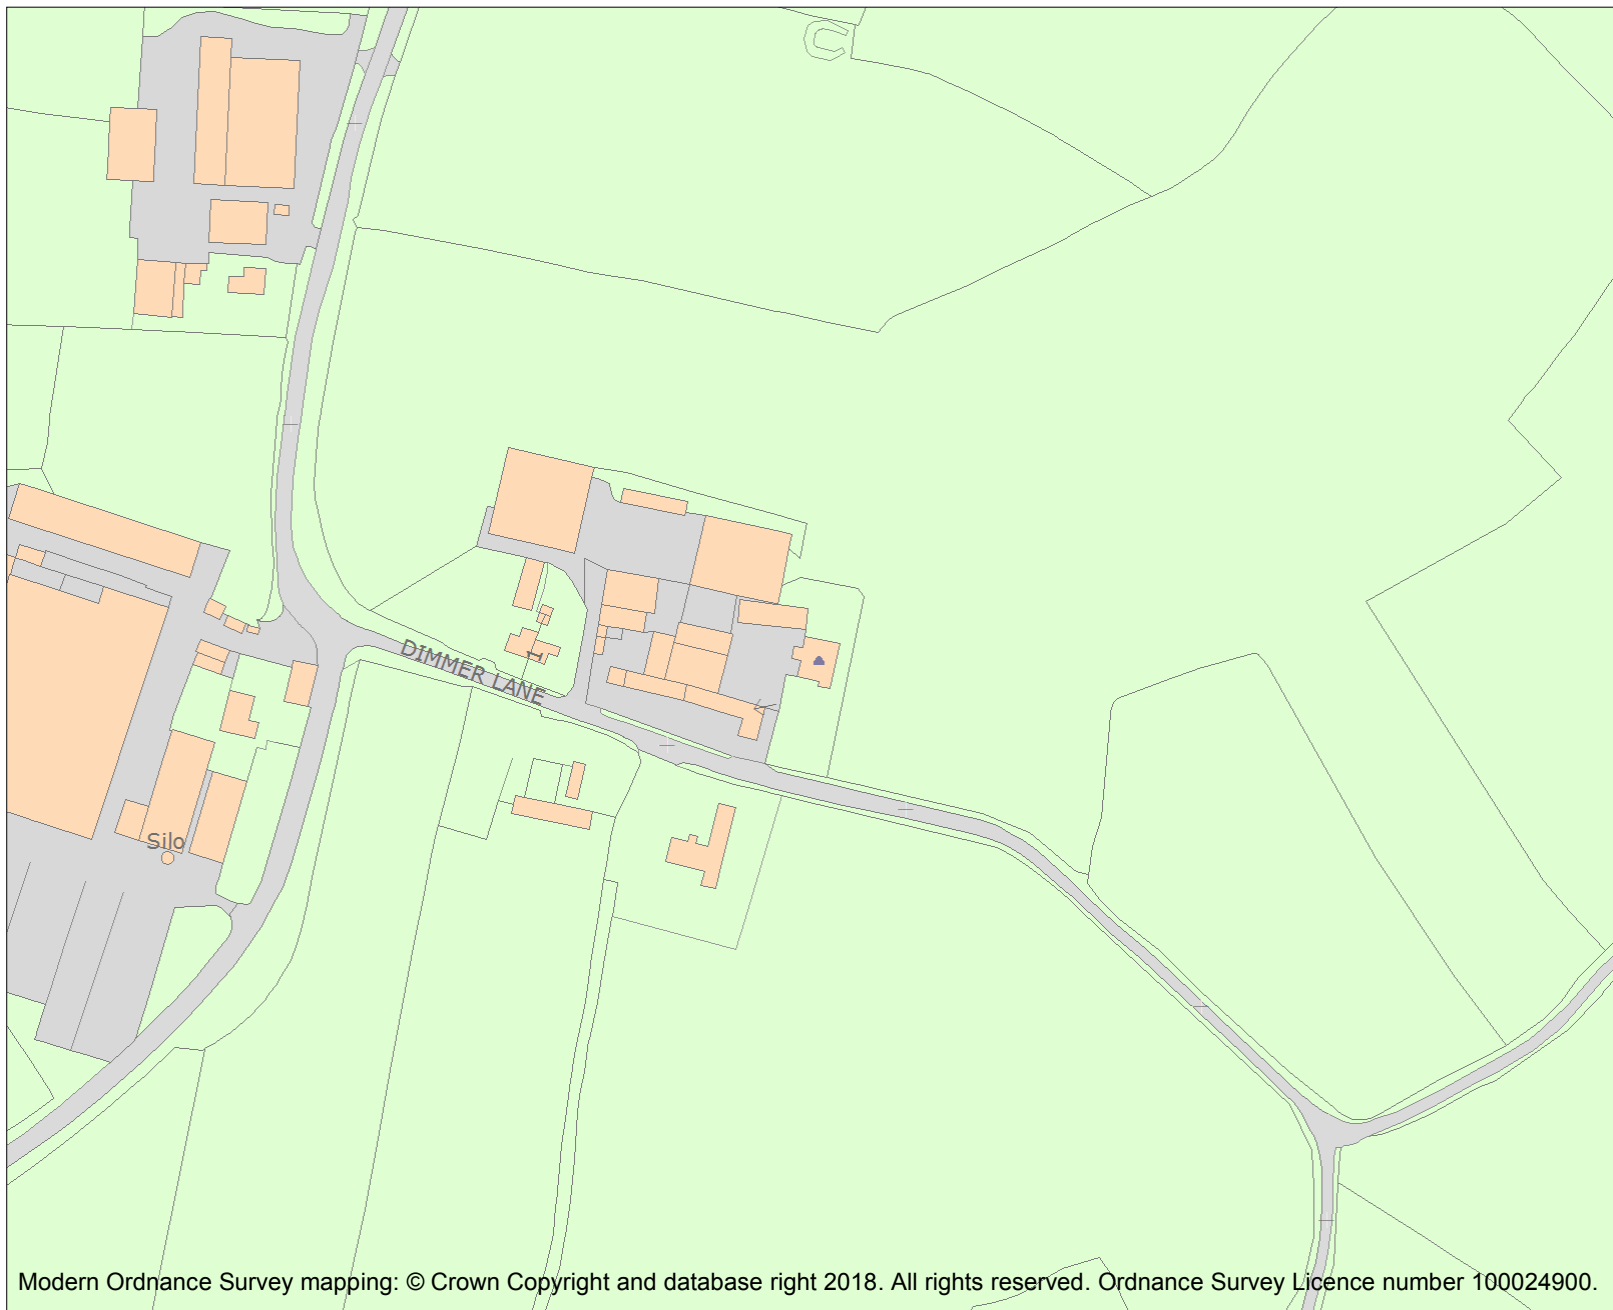 DIMMER LANE
1
Silo
Modern Ordnance Survey mapping: © Crown Copyright and database right 2018. All rights reserved. Ordnance Survey Licence number 100024900.